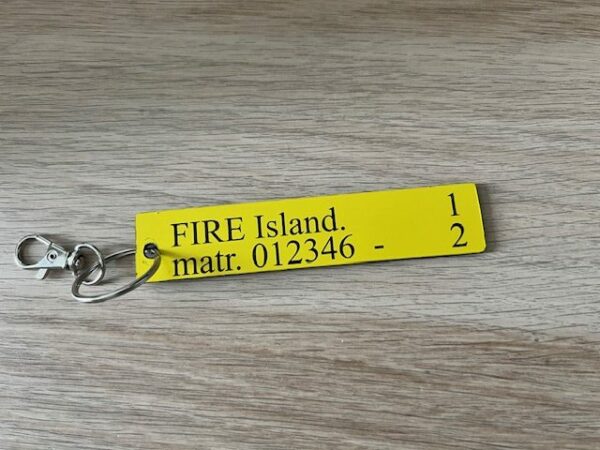 FIRE Island. 1
matr. 012346 - 2